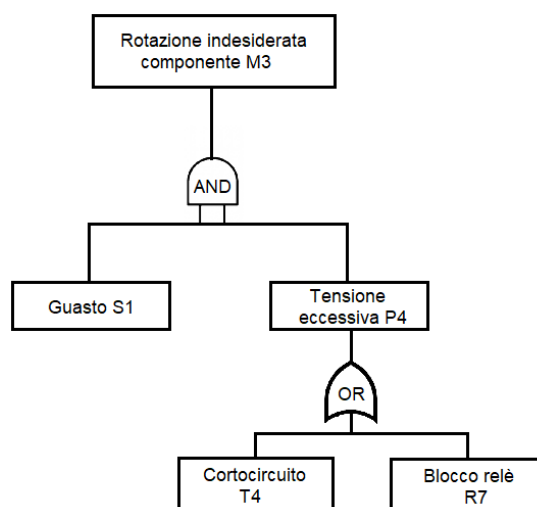 Rotazione indesiderata
componente M3
AND
Guasto S1
Tensione
eccessiva P4
OR
Cortocircuito
T4
Blocco relè
R7